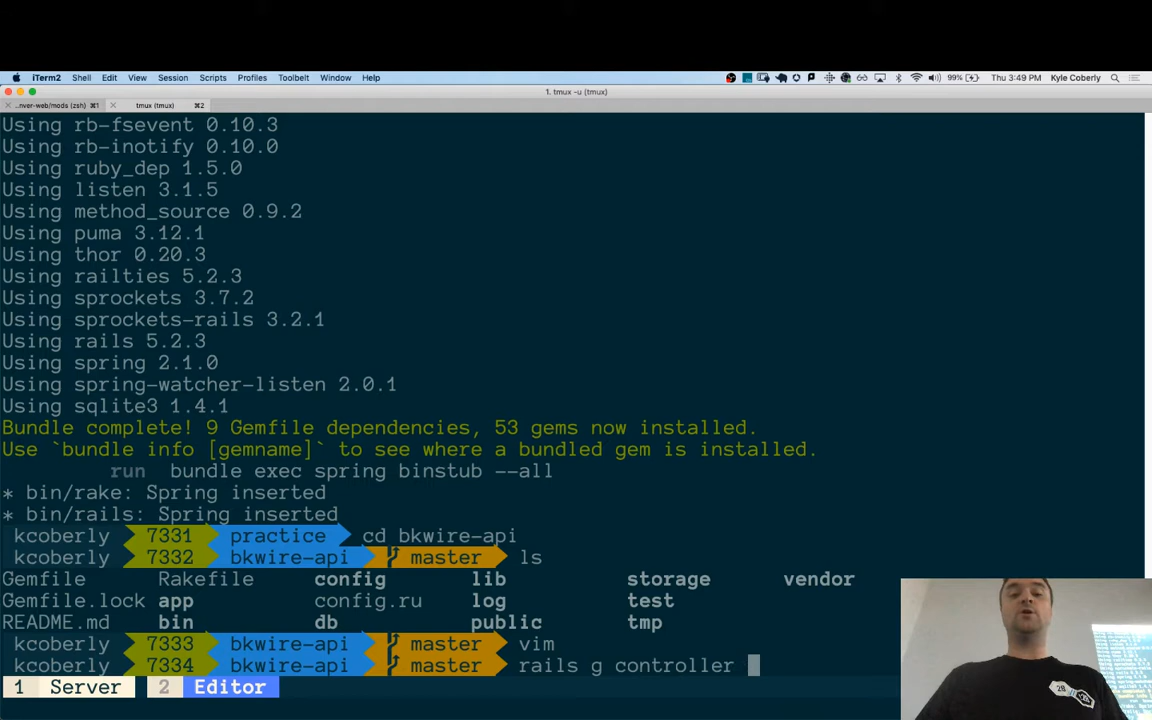 iTerm2 Shell Edit View Session Scripts Profiles Toolbelt Window Help 99% Thu 3:49 PM Kyle Coberly
1. tmux -u (tmux)
...nver-web/mods (zsh) ⌘1 tmux (tmux) ⌘2
Using rb-fsevent 0.10.3
Using rb-inotify 0.10.0
Using ruby_dep 1.5.0
Using listen 3.1.5
Using method_source 0.9.2
Using puma 3.12.1
Using thor 0.20.3
Using railties 5.2.3
Using sprockets 3.7.2
Using sprockets-rails 3.2.1
Using rails 5.2.3
Using spring 2.1.0
Using spring-watcher-listen 2.0.1
Using sqlite3 1.4.1
Bundle complete! 9 Gemfile dependencies, 53 gems now installed.
Use `bundle info [gemname]` to see where a bundled gem is installed.
run bundle exec spring binstub --all
* bin/rake: Spring inserted
* bin/rails: Spring inserted
kcoberly 7331 practice cd bkwire-api
kcoberly 7332 bkwire-api master ls
Gemfile Rakefile config lib storage vendor
Gemfile.lock app config.ru log test
README.md bin db public tmp
kcoberly 7333 bkwire-api master vim
kcoberly 7334 bkwire-api master rails g controller
1 Server 2 Editor